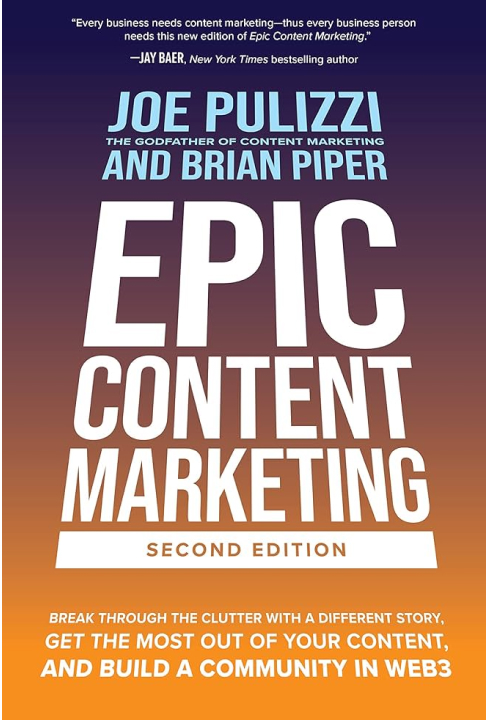 “Every business needs content marketing—thus every business person
needs this new edition of Epic Content Marketing.”
—JAY BAER, New York Times bestselling author
JOE PULIZZI
THE GODFATHER OF CONTENT MARKETING
AND BRIAN PIPER
EPIC
CONTENT
MARKETING
SECOND EDITION
BREAK THROUGH THE CLUTTER WITH A DIFFERENT STORY,
GET THE MOST OUT OF YOUR CONTENT,
AND BUILD A COMMUNITY IN WEB3